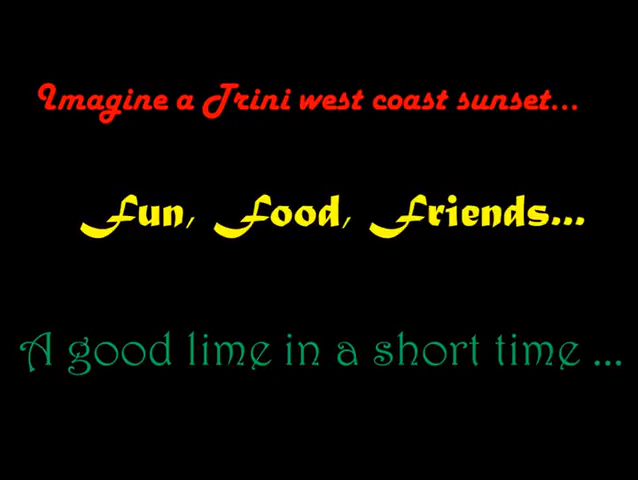 Imagine a Trini west coast sunset...
Fun, Food, Friends...
A good lime in a short time ...